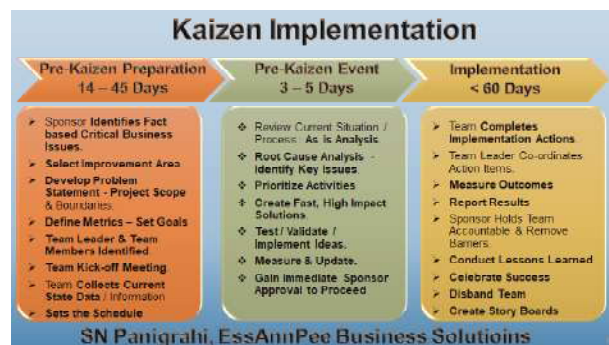 Kaizen Implementation
Pre-Kaizen Preparation
14 – 45 Days
Pre-Kaizen Event
3 – 5 Days
Implementation
< 60 Days
Sponsor Identifies Fact
based Critical Business
Issues.
Select Improvement Area
Develop Problem
Statement - Project Scope
& Boundaries.
Define Metrics – Set Goals
Team Leader & Team
Members Identified
Team Kick-off Meeting
Team Collects Current
State Data / Information
Sets the Schedule
Review Current Situation /
Process : As is Analysis
Root Cause Analysis -
Identify Key Issues
Prioritize Activities
Create Fast, High Impact
Solutions
Test / Validate /
Implement Ideas.
Measure & Update.
Gain Immediate Sponsor
Approval to Proceed
Team Completes
Implementation Actions
Team Leader Co-ordinates
Action Items.
Measure Outcomes
Report Results
Sponsor Holds Team
Accountable & Remove
Barriers.
Conduct Lessons Learned
Celebrate Success
Disband Team
Create Story Boards
SN Panigrahi, EssAnnPee Business Solutioins